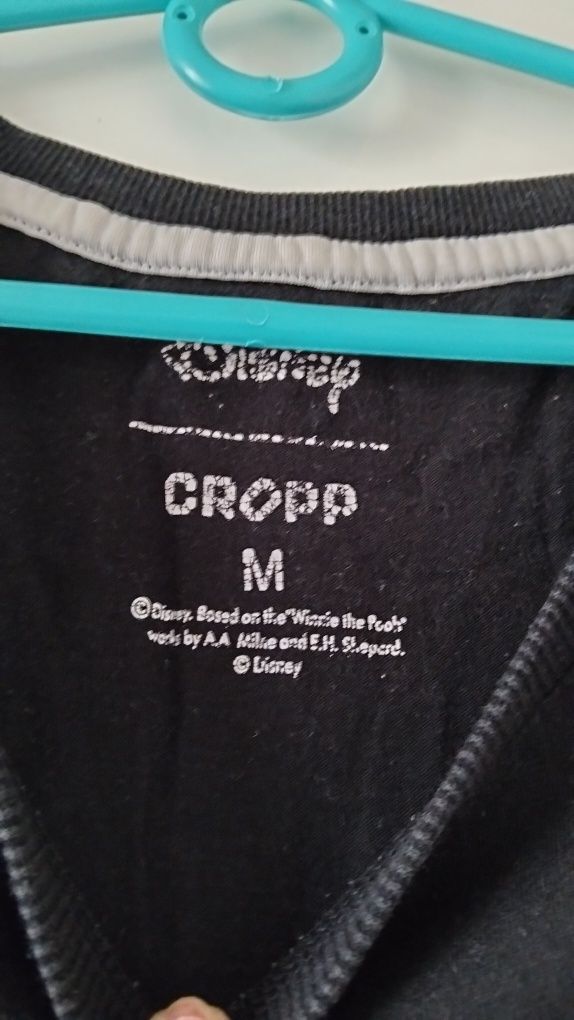 Disney
CROPP
M
© Disney. Based on the "Winnie the Pooh"
works by A.A Milne and E.H. Shepard.
© Disney